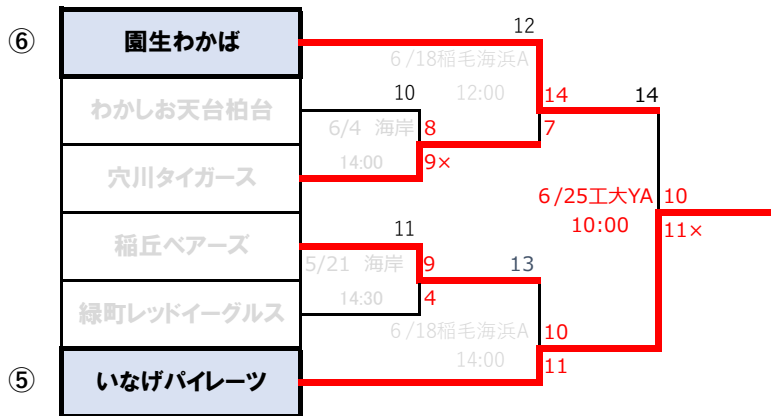 ⑥
園生わかば
12
6/18稲毛海浜A
12:00
わかしお天台柏台
10
14
14
6/4 海岸
8
7
14:00
9×
穴川タイガース
6/25工大YA
10
10:00
11×
稲丘ベアーズ
11
5/21 海岸
9
13
14:30
4
緑町レッドイーグルス
6/18稲毛海浜A
10
14:00
11
⑤
いなげパイレーツ